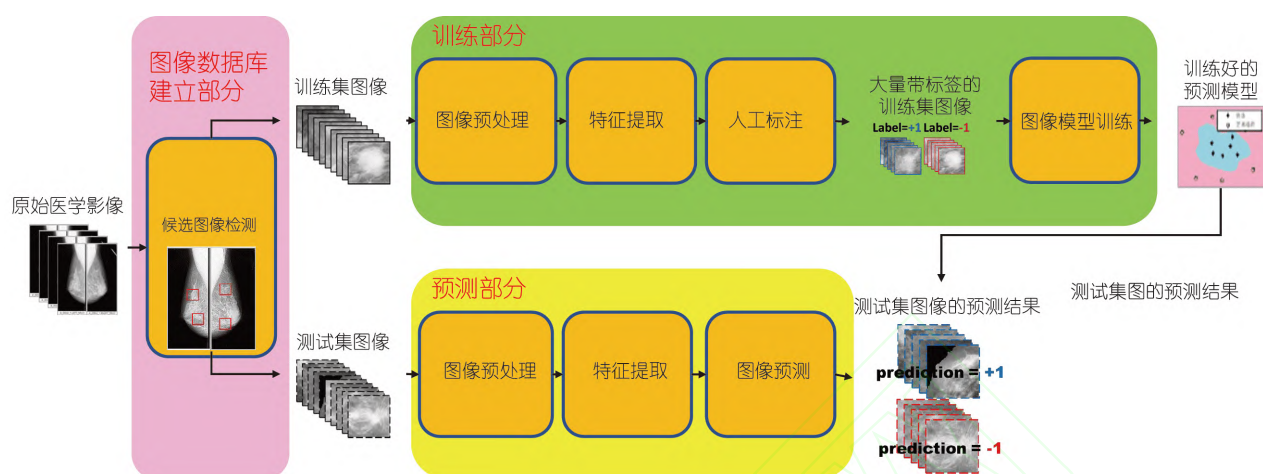 图像数据库
建立部分
原始医学影像
候选图像检测
训练集图像
测试集图像
训练部分
图像预处理
特征提取
人工标注
大量带标签的
训练集图像
Label=+1 Label=-1
图像模型训练
训练好的
预测模型
预测部分
图像预处理
特征提取
图像预测
测试集图像的预测结果
prediction = +1
prediction = -1
测试集图的预测结果